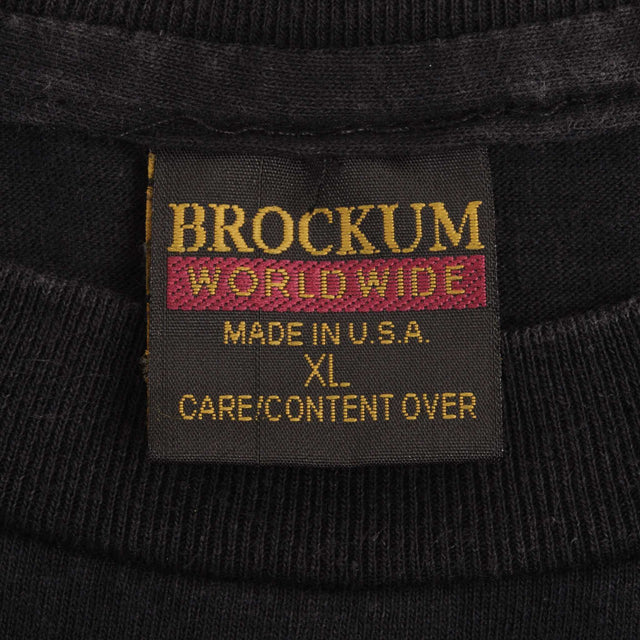 BROCKUM
WORLDWIDE
MADE IN U.S.A.
XL
CARE/CONTENT OVER